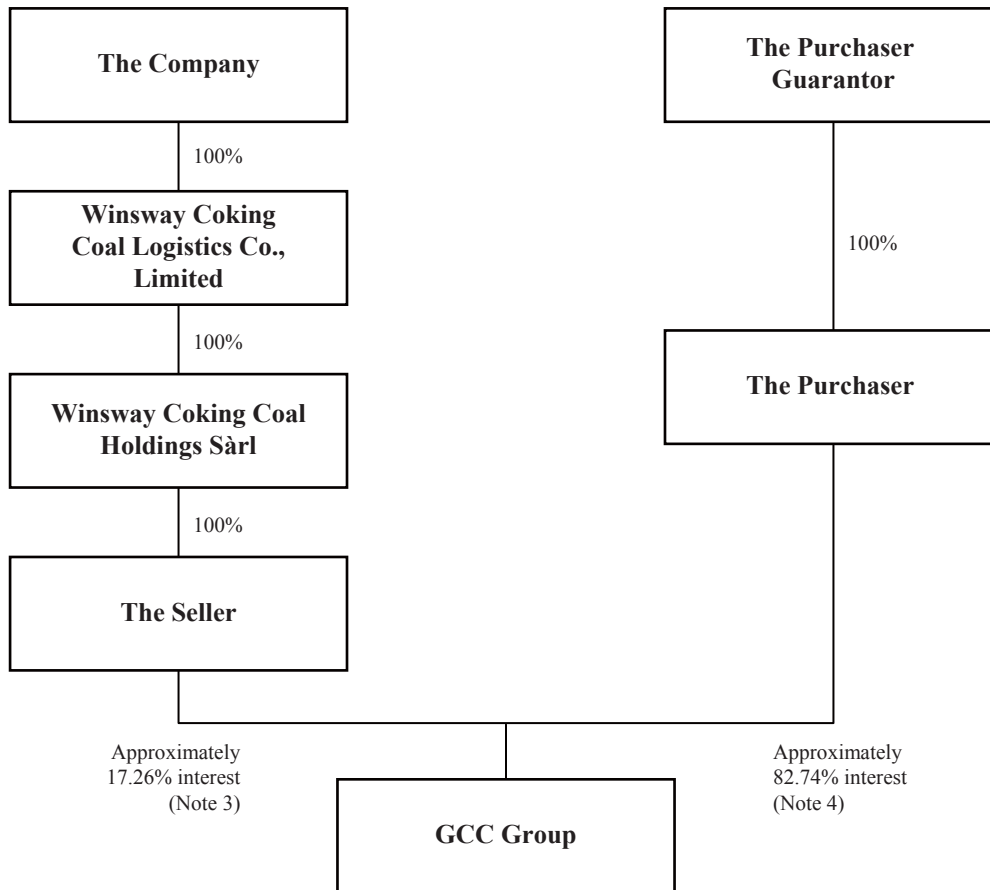 The Company
The Purchaser
Guarantor
100%
Winsway Coking
Coal Logistics Co.,
Limited
100%
100%
Winsway Coking Coal
Holdings Sàrl
The Purchaser
100%
The Seller
Approximately
17.26% interest
(Note 3)
Approximately
82.74% interest
(Note 4)
GCC Group